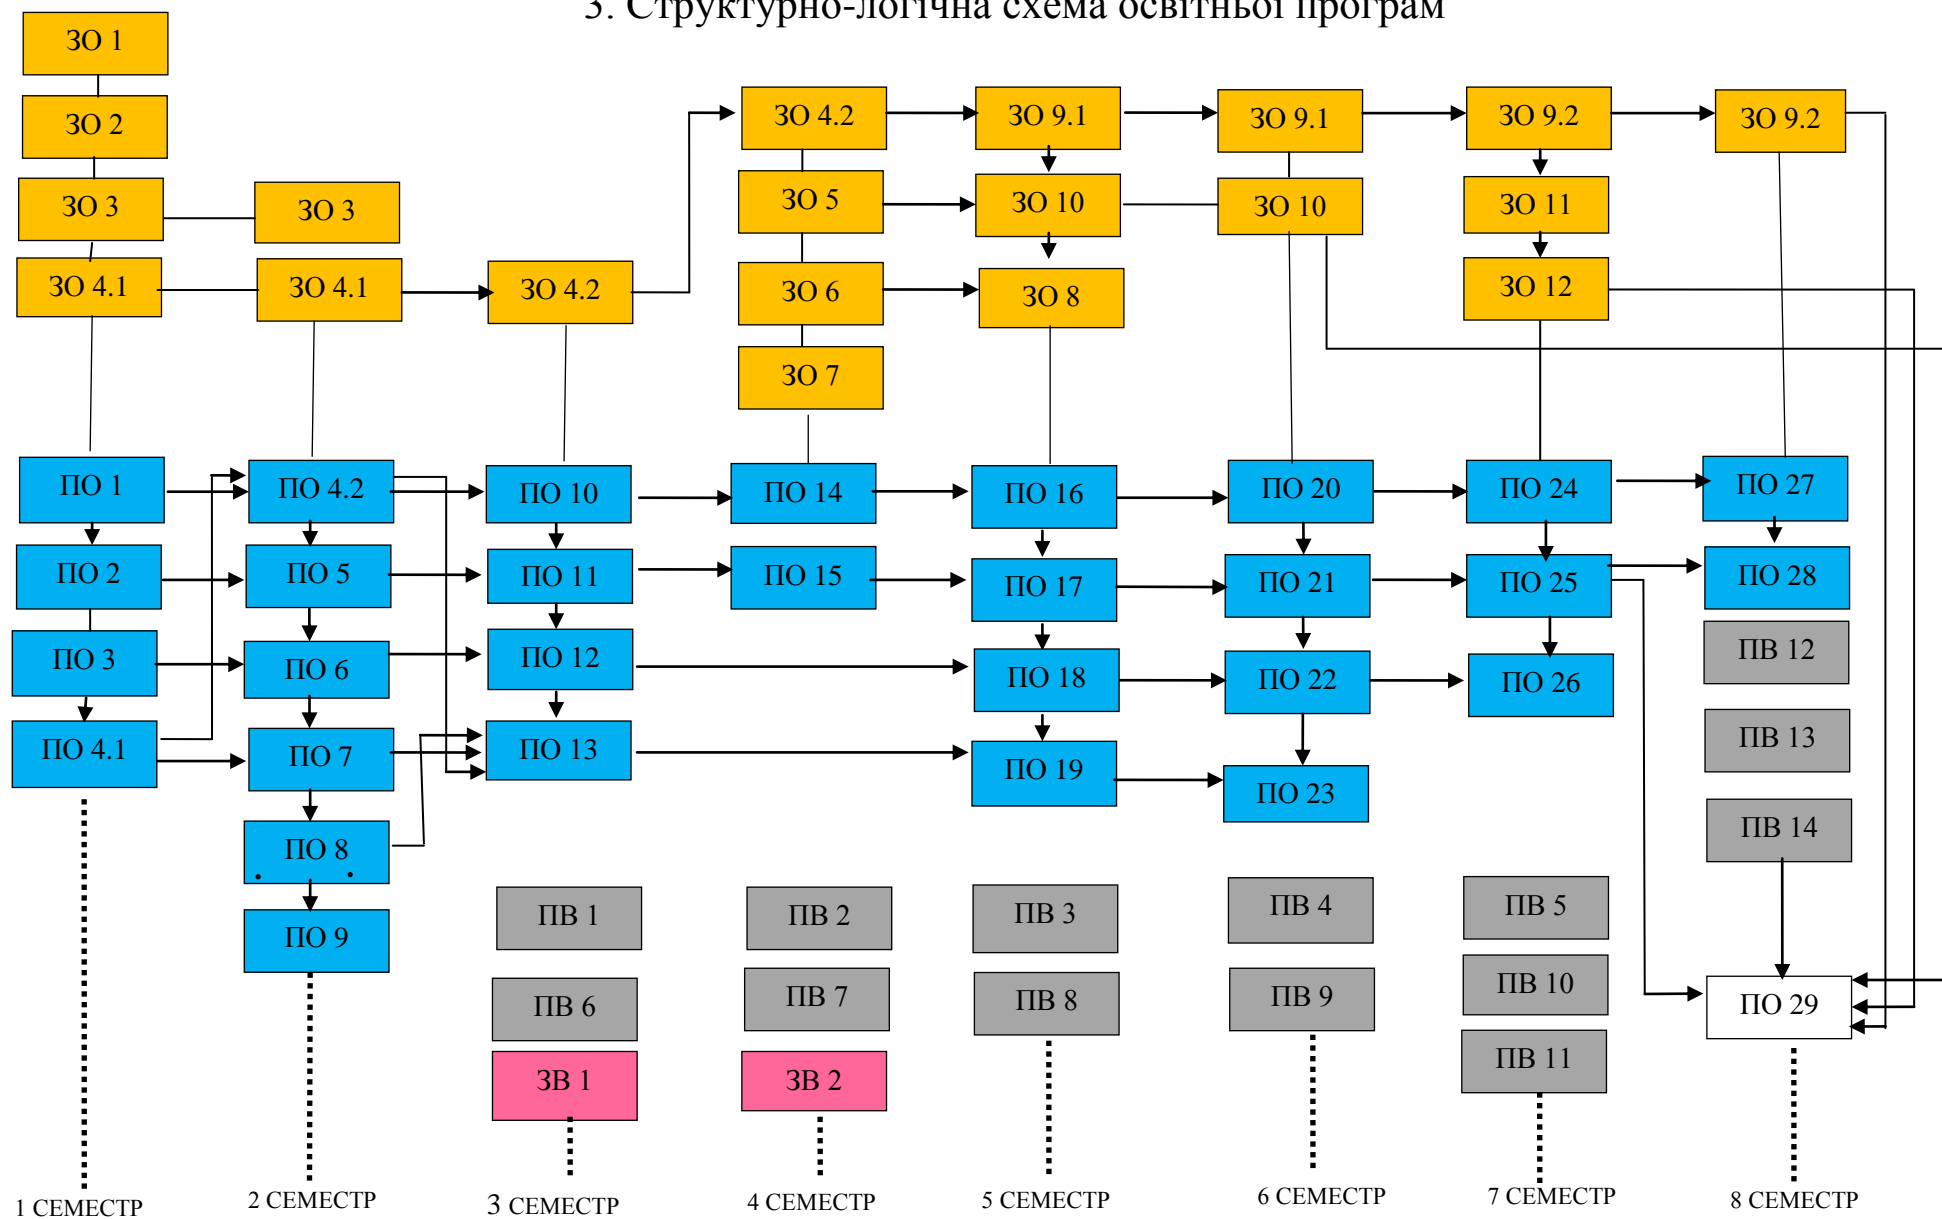 3. Структурно-логічна схема освітньої програм
ЗО 1
ЗО 2
ЗО 3
ЗО 4.1
ПО 1
ПО 2
ПО 3
ПО 4.1
1 СЕМЕСТР
ЗО 3
ЗО 4.1
ПО 4.2
ПО 5
ПО 6
ПО 7
ПО 8
ПО 9
2 СЕМЕСТР
ЗО 4.2
ПО 10
ПО 11
ПО 12
ПО 13
ПВ 1
ПВ 6
ЗВ 1
3 СЕМЕСТР
ЗО 4.2
ЗО 5
ЗО 6
ЗО 7
ПО 14
ПО 15
ПВ 2
ПВ 7
ЗВ 2
4 СЕМЕСТР
ЗО 9.1
ЗО 10
ЗО 8
ПО 16
ПО 17
ПО 18
ПО 19
ПВ 3
ПВ 8
5 СЕМЕСТР
ЗО 9.1
ЗО 10
ПО 20
ПО 21
ПО 22
ПО 23
ПВ 4
ПВ 9
6 СЕМЕСТР
ЗО 9.2
ЗО 11
ЗО 12
ПО 24
ПО 25
ПО 26
ПВ 5
ПВ 10
ПВ 11
7 СЕМЕСТР
ЗО 9.2
ПО 27
ПО 28
ПВ 12
ПВ 13
ПВ 14
ПО 29
8 СЕМЕСТР